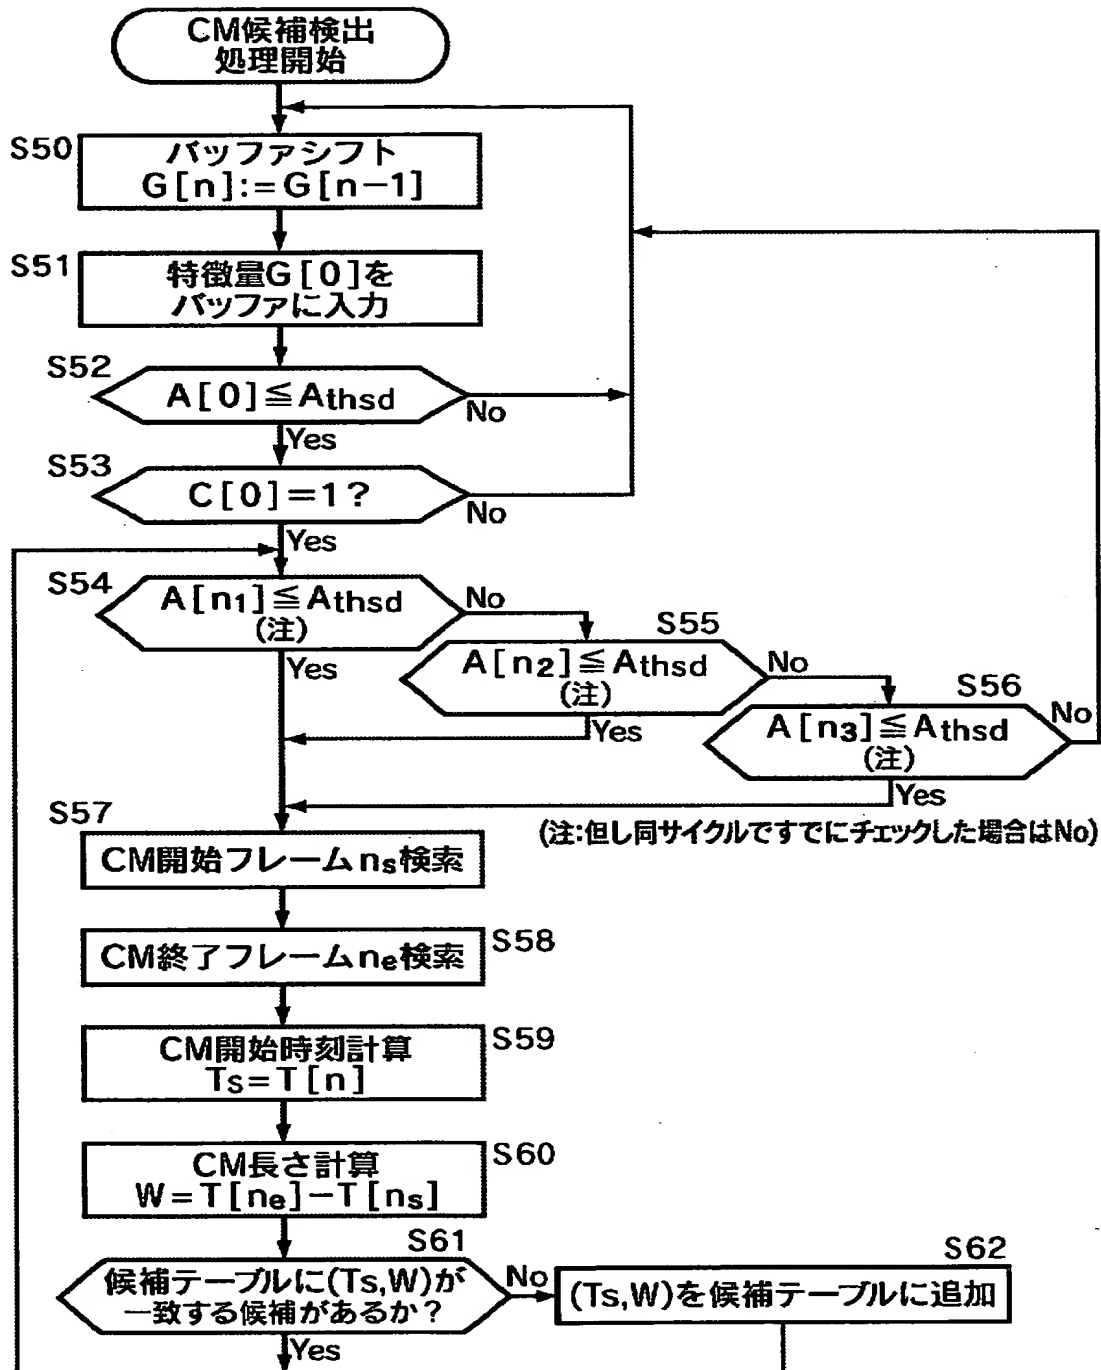 CM候補検出
処理開始
S50
バッファシフト
G[n]:=G[n-1]
S51
特徴量G[0]を
バッファに入力
S52
A[0]≦Athsd
No
Yes
S53
C[0]=1?
No
Yes
S54
A[n1]≦Athsd
(注)
No
Yes
S55
A[n2]≦Athsd
(注)
No
Yes
S56
A[n3]≦Athsd
(注)
No
Yes
(注:但し同サイクルですでにチェックした場合はNo)
S57
CM開始フレームns検索
CM終了フレームne検索
S58
CM開始時刻計算
Ts=T[n]
S59
CM長さ計算
W=T[ne]-T[ns]
S60
S61
候補テーブルに(Ts,W)が
一致する候補があるか?
No
Yes
S62
(Ts,W)を候補テーブルに追加